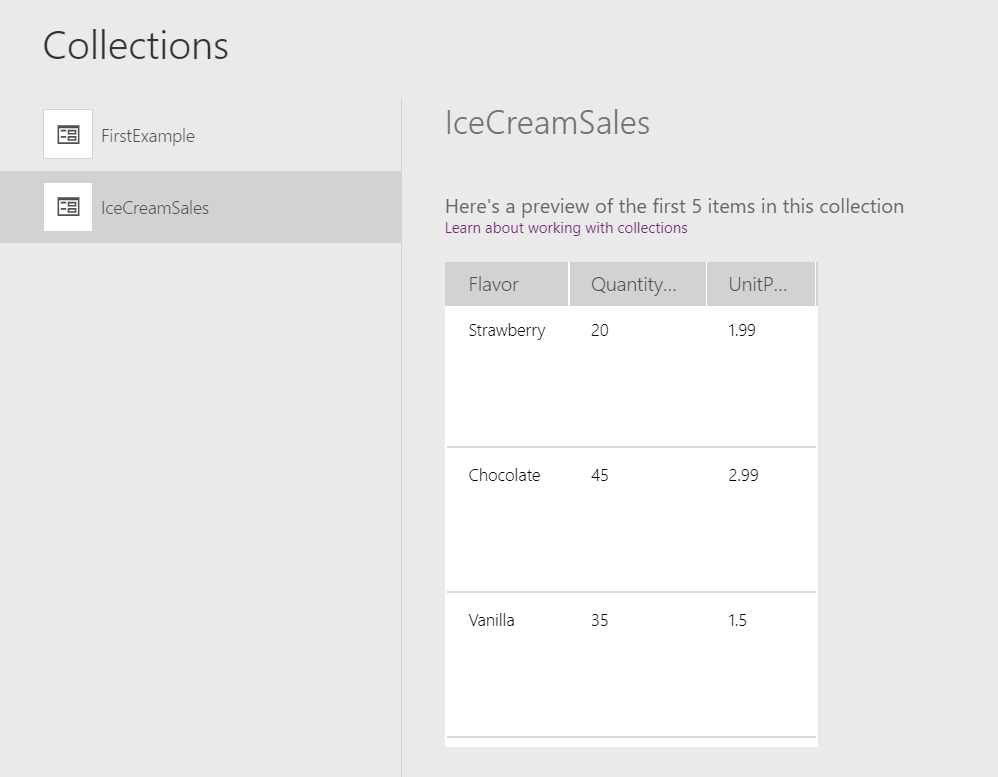 Collections
FirstExample
IceCreamSales
IceCreamSales
Here's a preview of the first 5 items in this collection
Learn about working with collections
Flavor Quantity... UnitP...
Strawberry 20 1.99
Chocolate 45 2.99
Vanilla 35 1.5